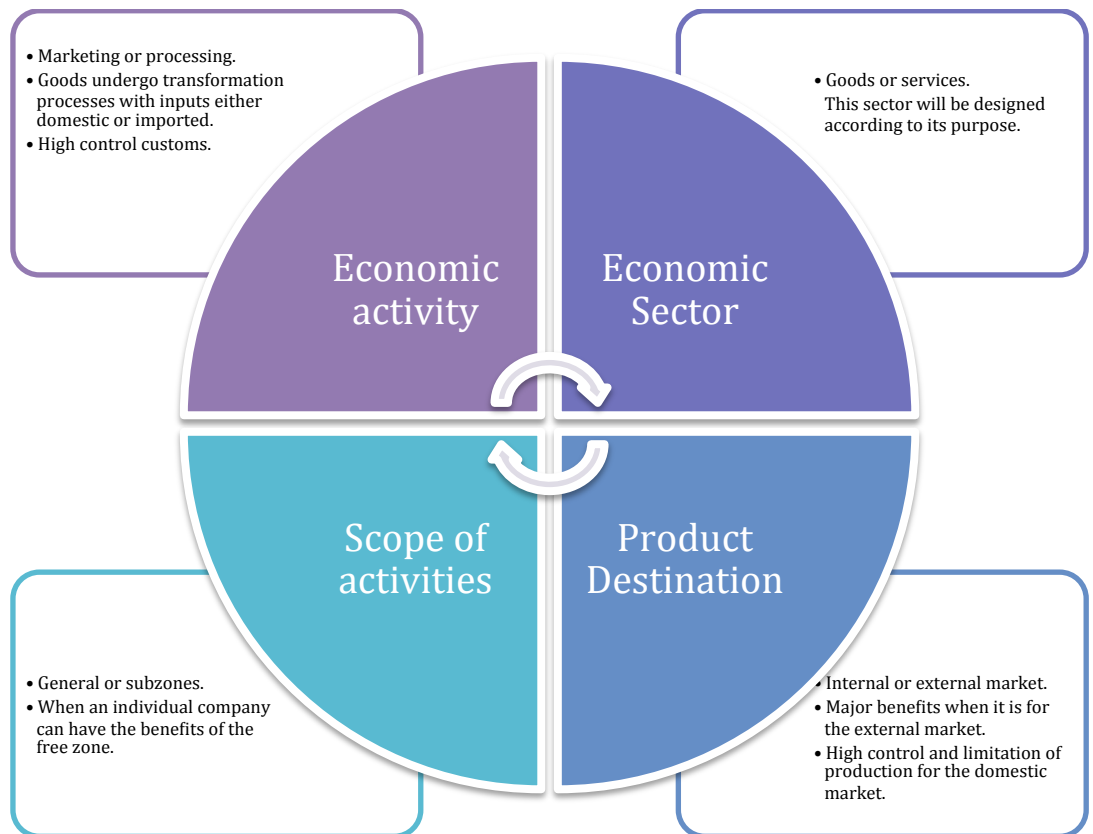 • Marketing or processing.
• Goods undergo transformation
processes with inputs either
domestic or imported.
• High control customs.
• Goods or services.
This sector will be designed
according to its purpose.
Economic
activity
Economic
Sector
Scope of
activities
Product
Destination
• General or subzones.
• When an individual company
can have the benefits of the
free zone.
• Internal or external market.
• Major benefits when it is for
the external market.
• High control and limitation of
production for the domestic
market.